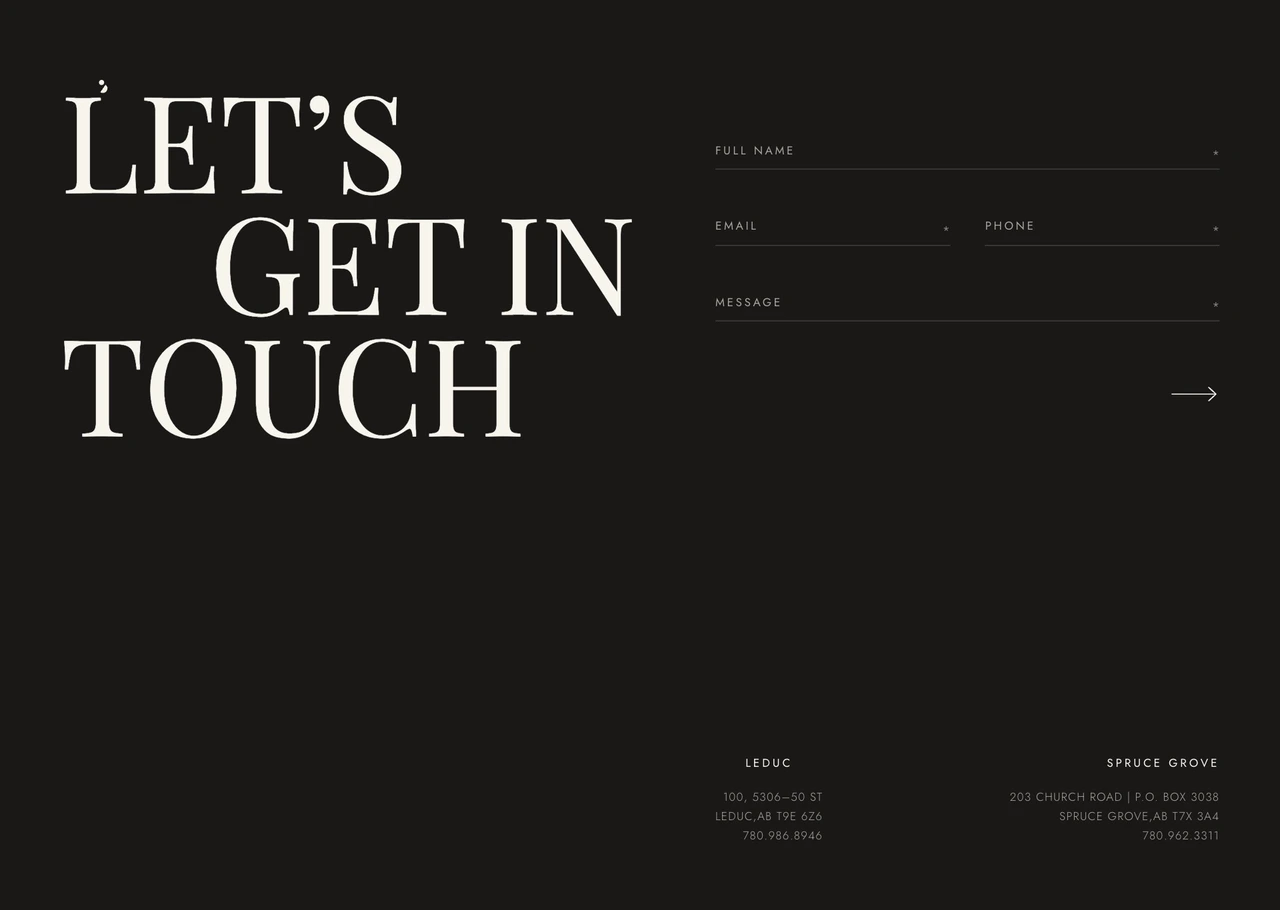 LET’S
GET IN
TOUCH
FULL NAME *
EMAIL * PHONE *
MESSAGE *
LEDUC
100, 5306–50 ST
LEDUC,AB T9E 6Z6
780.986.8946
SPRUCE GROVE
203 CHURCH ROAD | P.O. BOX 3038
SPRUCE GROVE,AB T7X 3A4
780.962.3311